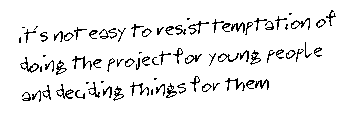 it's not easy to resist temptation of
doing the project for young people
and deciding things for them